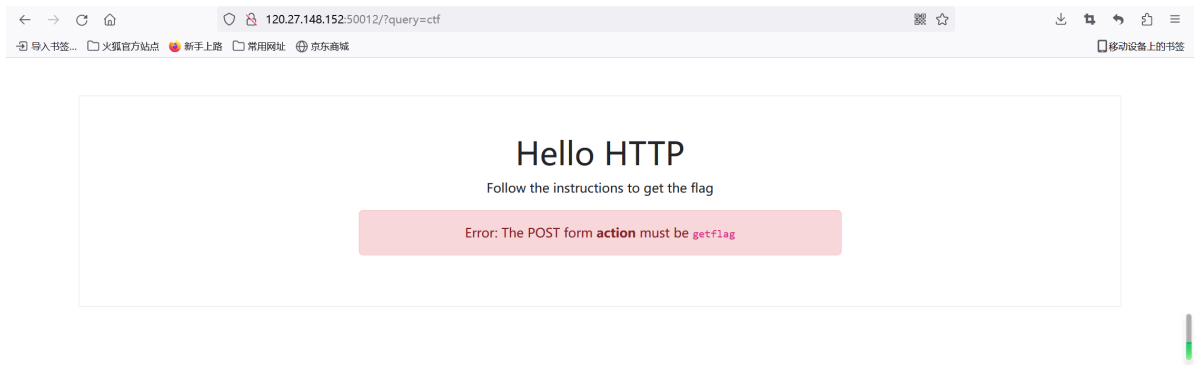 120.27.148.152:50012/?query=ctf
导入书签... 火狐官方站点 新手上路 常用网址 京东商城 移动设备上的书签
Hello HTTP
Follow the instructions to get the flag
Error: The POST form action must be getflag